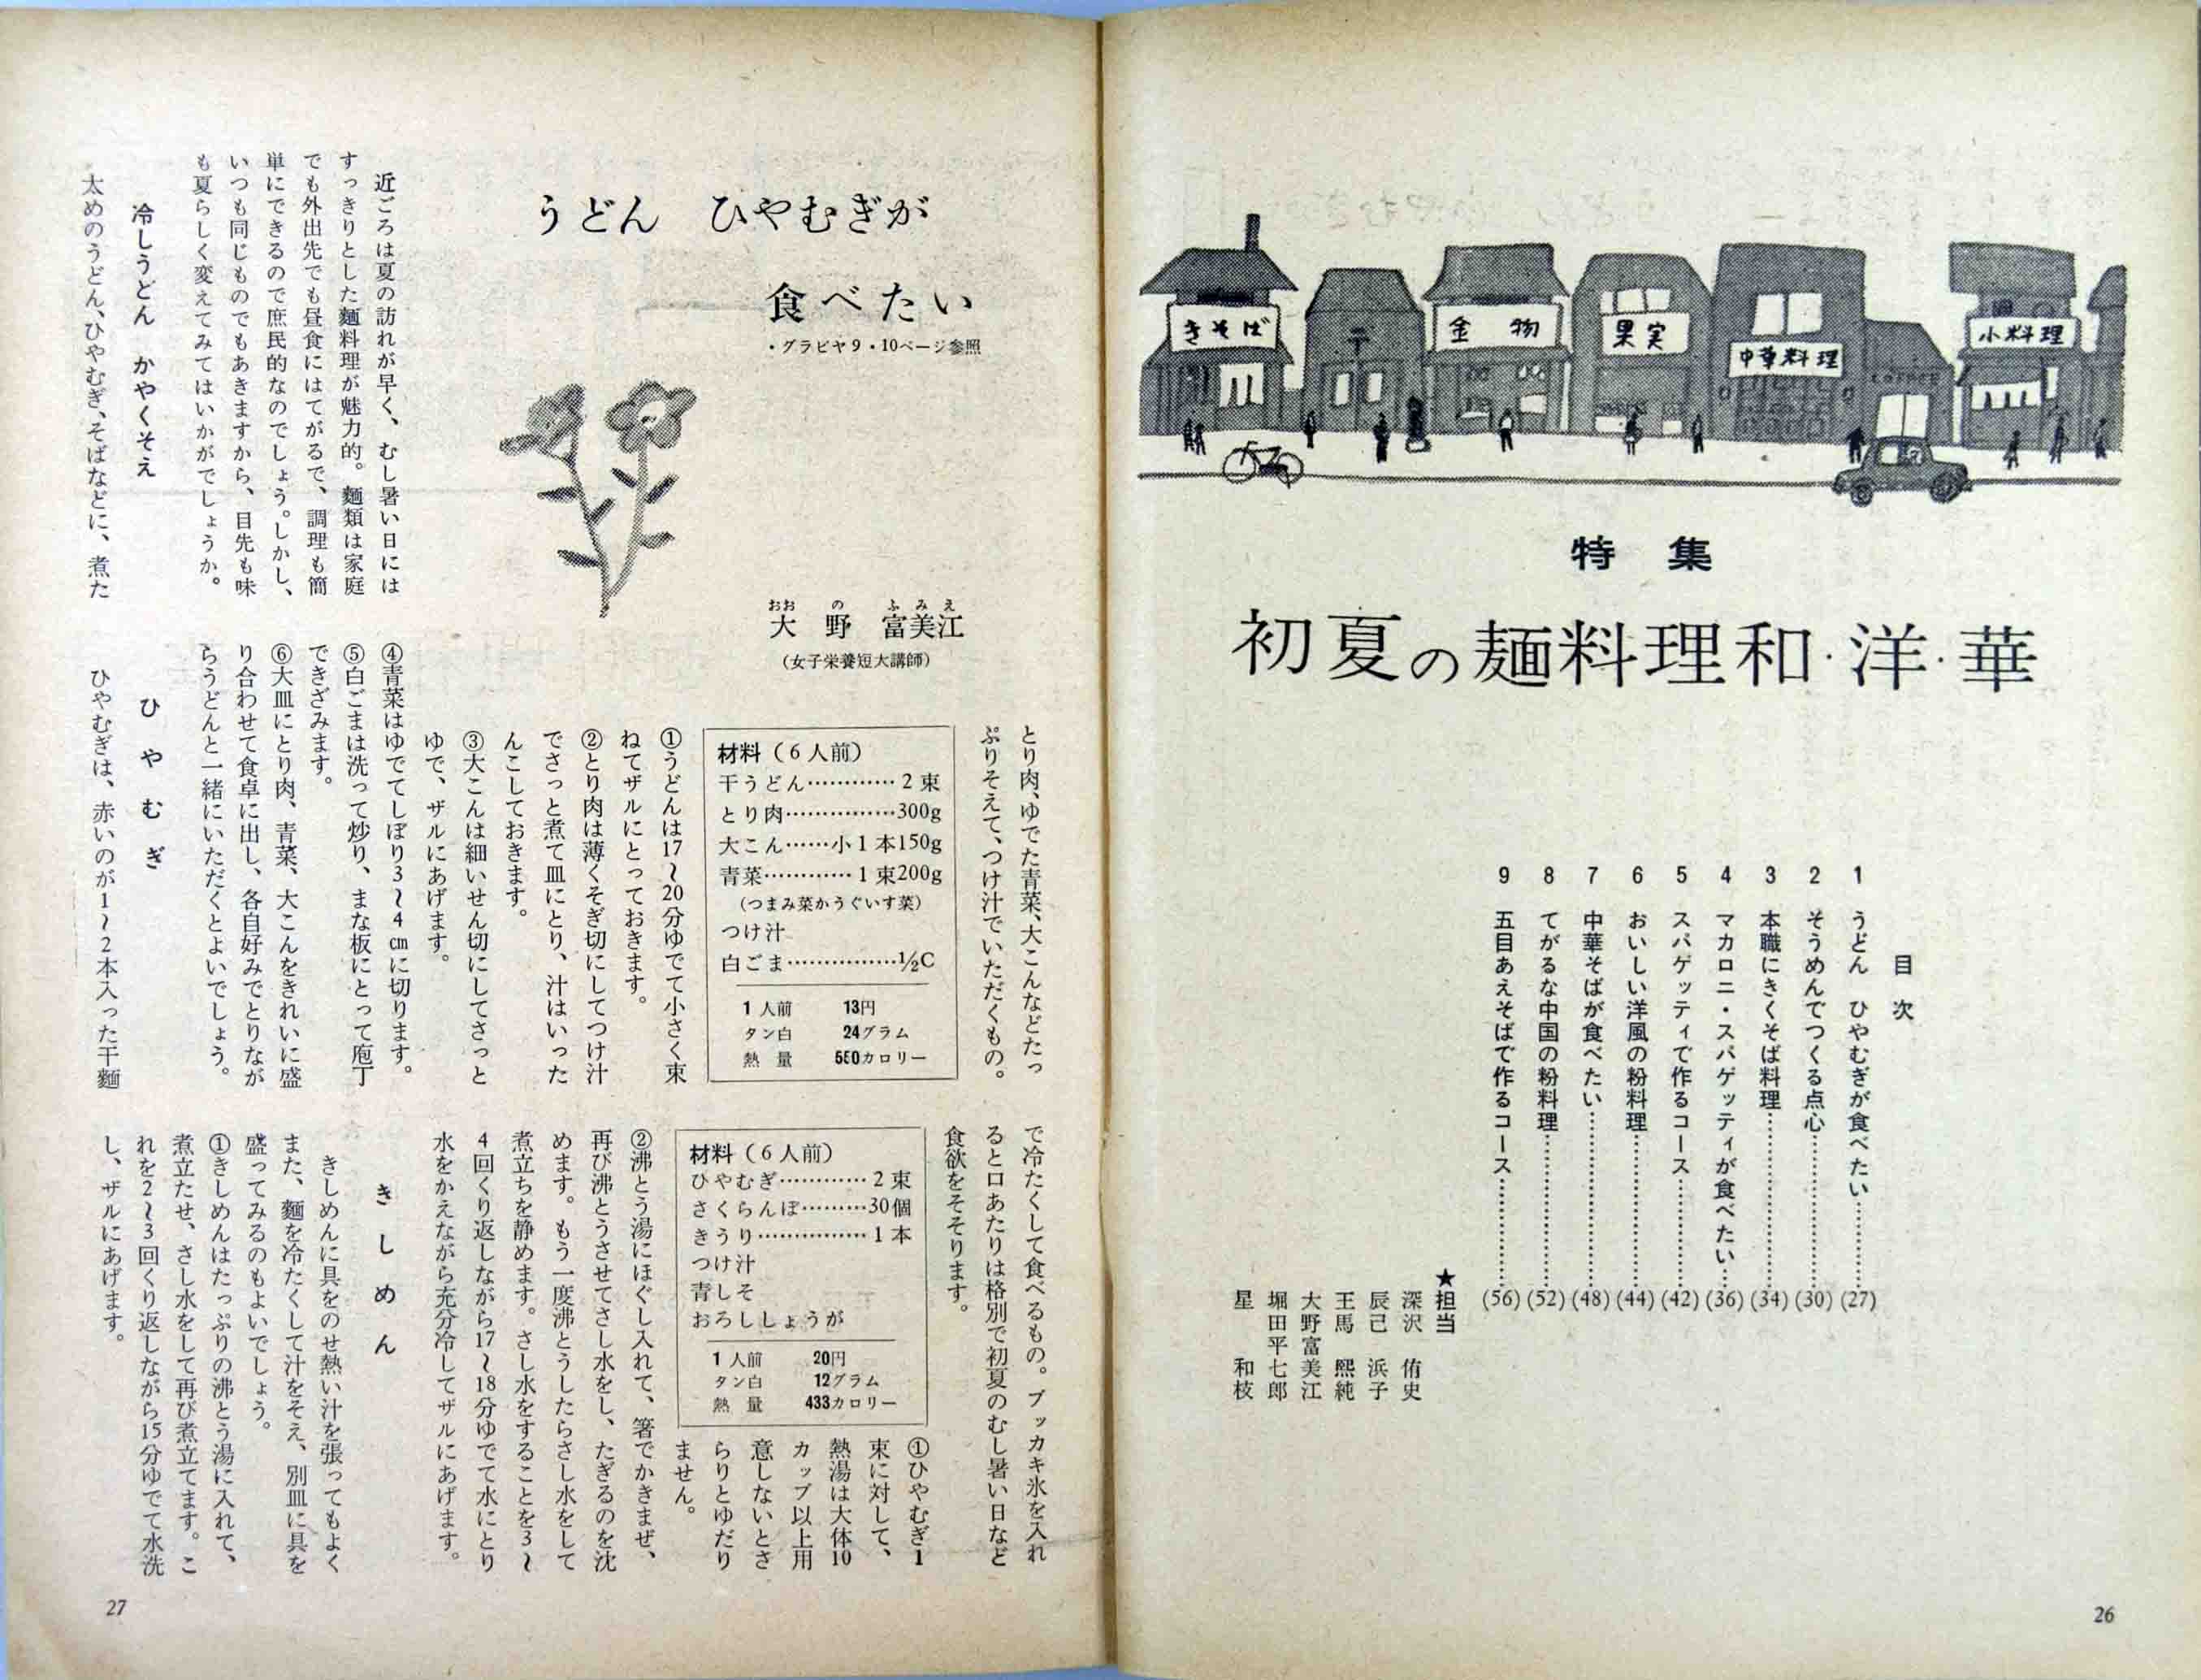 きそば
〒
金物
果実
中華料理
COFFEE
小料理
特集
初夏の麺料理和・洋・華
目次
1 うどん ひやむぎが食べたい…………(27)
2 そうめんでつくる点心…………(30)
3 本職にきくそば料理…………(34)
4 マカロニ・スパゲッティが食べたい…(36)
5 スパゲッティで作るコース…………(42)
6 おいしい洋風の粉料理…………(44)
7 中華そばが食べたい…………(48)
8 てがるな中国の粉料理…………(52)
9 五目あえそばで作るコース…………(56)
★担当
深沢 侑史
辰己 浜子
王馬 熙純
大野富美江
堀田平七郎
星 和枝
26
うどん ひやむぎが
食べたい
・グラビヤ9・10ページ参照
おお の ふみえ
大野 富美江
(女子栄養短大講師)
近ごろは夏の訪れが早く、むし暑い日には
すっきりとした麺料理が魅力的。麺類は家庭
でも外出先でも昼食にはてがるで、調理も簡
単にできるので庶民的なのでしょう。しかし、
いつも同じものでもあきますから、目先も味
も夏らしく変えてみてはいかがでしょうか。
冷しうどん かやくそえ
太めのうどん、ひやむぎ、そばなどに、煮た
とり肉、ゆでた青菜、大こんなどたっ
ぷりそえて、つけ汁でいただくもの。
材料(6人前)
干うどん…………2束
とり肉……………300g
大こん……小1本150g
青菜…………1束200g
(つまみ菜かうぐいす菜)
つけ汁
白ごま……………½C
1人前 13円
タン白 24グラム
熱量 550カロリー
①うどんは17〜20分ゆでて小さく束
ねてザルにとっておきます。
②とり肉は薄くそぎ切にしてつけ汁
でさっと煮て皿にとり、汁はいった
んこしておきます。
③大こんは細いせん切にしてさっと
ゆで、ザルにあげます。
④青菜はゆでてしぼり3〜4㎝に切ります。
⑤白ごまは洗って炒り、まな板にとって庖丁
できざみます。
⑥大皿にとり肉、青菜、大こんをきれいに盛
り合わせて食卓に出し、各自好みでとりなが
らうどんと一緒にいただくとよいでしょう。
ひやむぎ
ひやむぎは、赤いのが1〜2本入った干麺
で冷たくして食べるもの。ブッカキ氷を入れ
ると口あたりは格別で初夏のむし暑い日など
食欲をそそります。
材料(6人前)
ひやむぎ…………2束
さくらんぼ………30個
きうり……………1本
つけ汁
青しそ
おろししょうが
1人前 20円
タン白 12グラム
熱量 433カロリー
①ひやむぎ1
束に対して、
熱湯は大体10
カップ以上用
意しないとさ
らりとゆだり
ません。
②沸とう湯にほぐし入れて、箸でかきまぜ、
再び沸とうさせてさし水をし、たぎるのを沈
めます。もう一度沸とうしたらさし水をして
煮立ちを静めます。さし水をすることを3〜
4回くり返しながら17〜18分ゆでて水にとり
水をかえながら充分冷してザルにあげます。
きしめん
きしめんに具をのせ熱い汁を張ってもよく
また、麺を冷たくして汁をそえ、別皿に具を
盛ってみるのもよいでしょう。
①きしめんはたっぷりの沸とう湯に入れて、
煮立たせ、さし水をして再び煮立てます。こ
れを2〜3回くり返しながら15分ゆでて水洗
し、ザルにあげます。
27